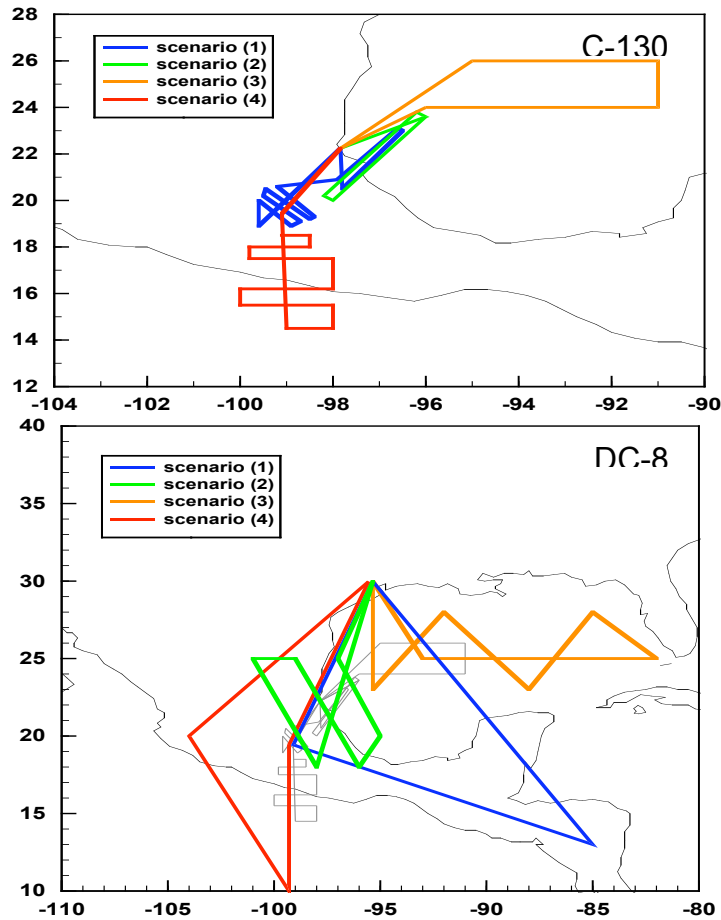 28
26
24
22
20
18
16
14
12
scenario (1)
scenario (2)
scenario (3)
scenario (4)
C-130
-104 -102 -100 -98 -96 -94 -92 -90
40
35
30
25
20
15
10
scenario (1)
scenario (2)
scenario (3)
scenario (4)
DC-8
-110 -105 -100 -95 -90 -85 -80